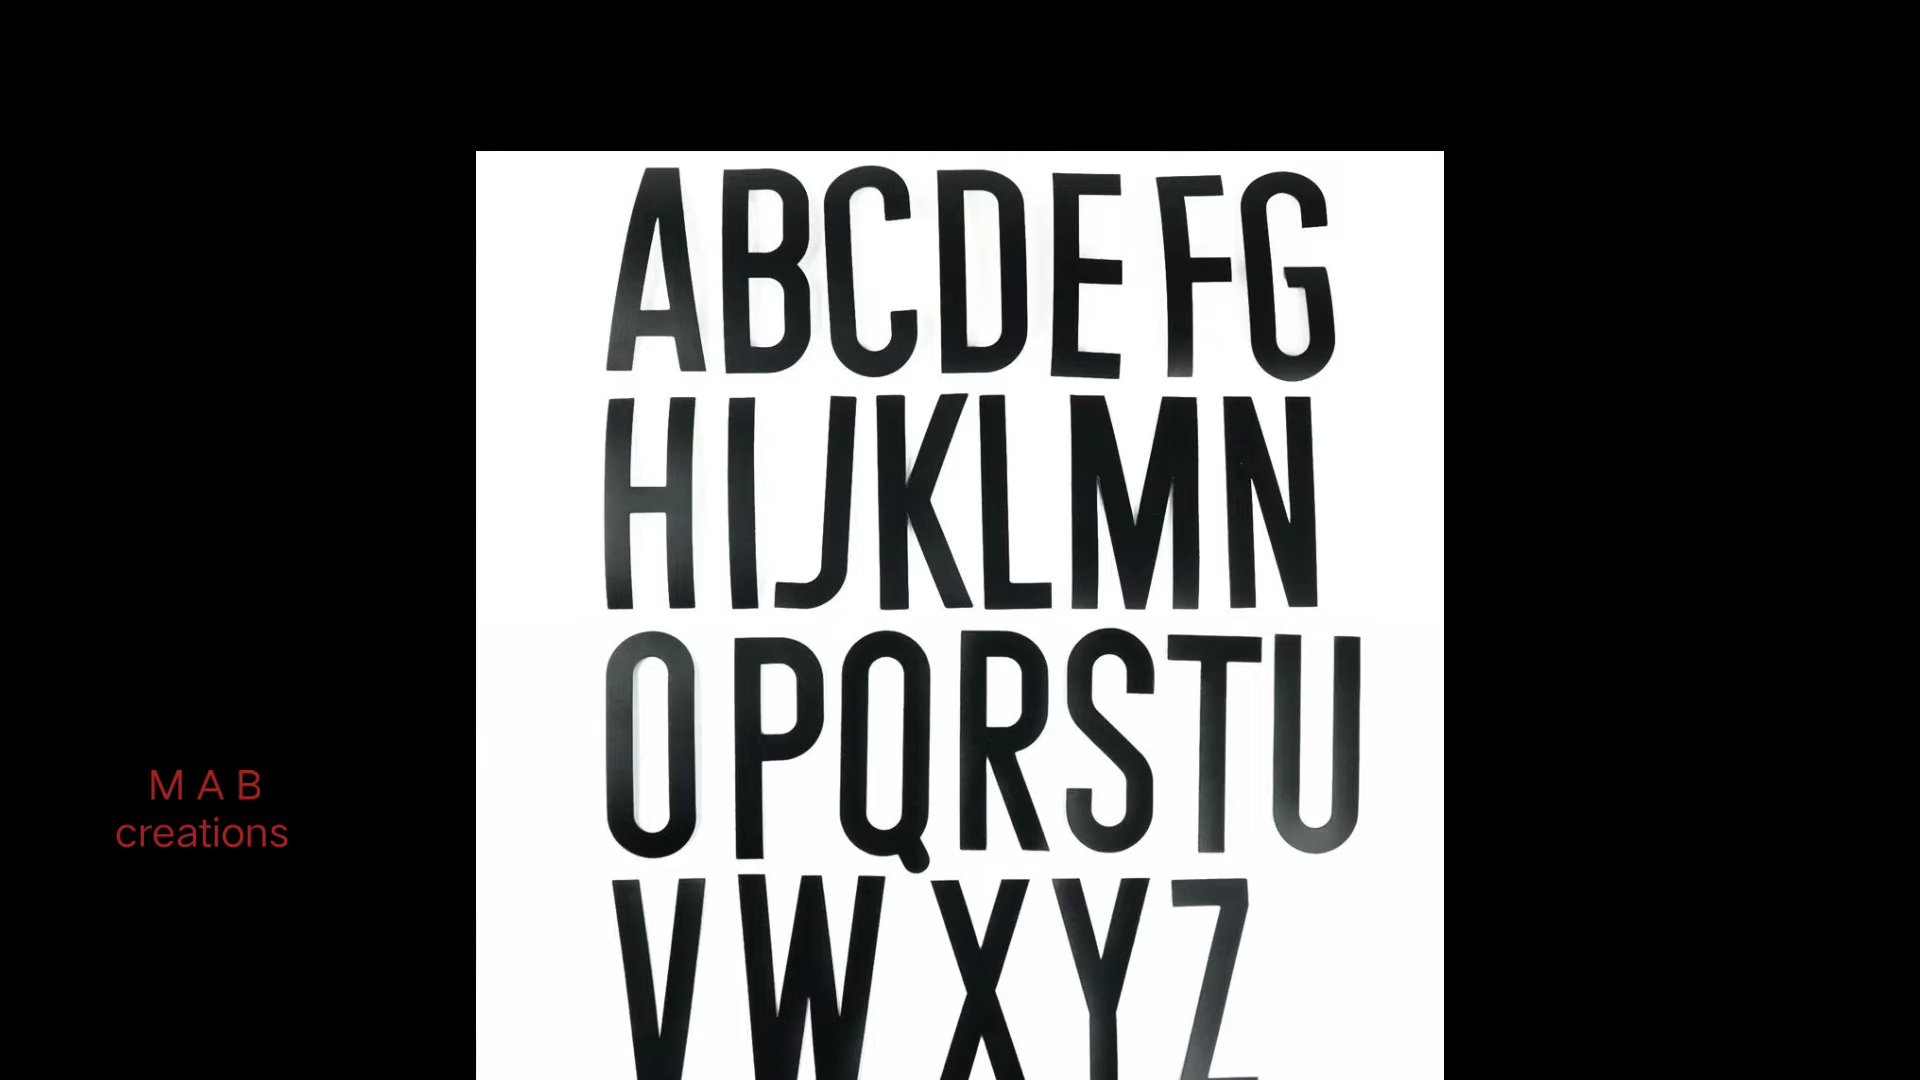 ABCDEFG
HIJKLMN
OPQRSTU
VWXYZ
M A B
creations